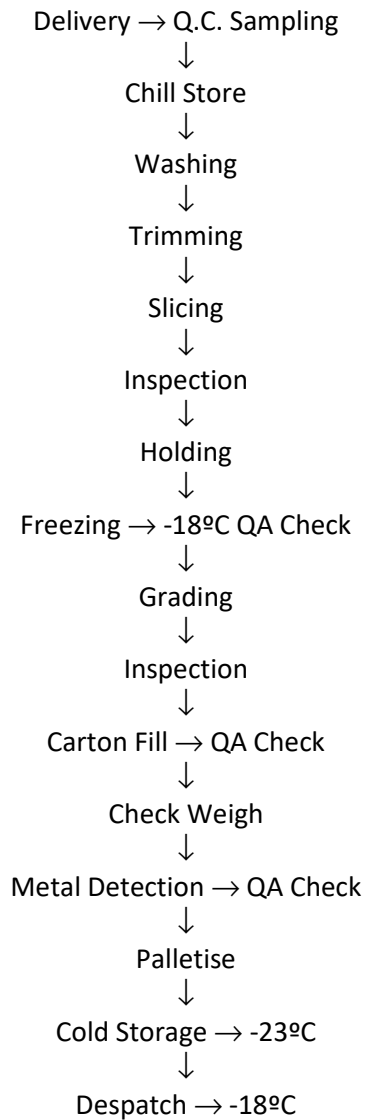 Delivery → Q.C. Sampling
↓
Chill Store
↓
Washing
↓
Trimming
↓
Slicing
↓
Inspection
↓
Holding
↓
Freezing → -18ºC QA Check
↓
Grading
↓
Inspection
↓
Carton Fill → QA Check
↓
Check Weigh
↓
Metal Detection → QA Check
↓
Palletise
↓
Cold Storage → -23ºC
↓
Despatch → -18ºC